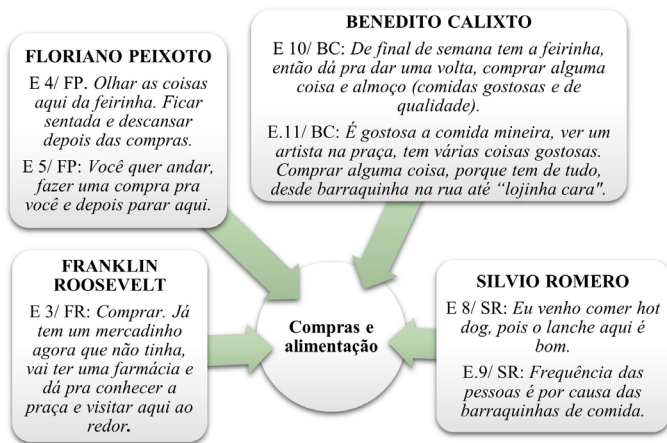 FLORIANO PEIXOTO
E 4/ FP. Olhar as coisas
aqui da feirinha. Ficar
sentada e descansar
depois das compras.
E 5/ FP: Você quer andar,
fazer uma compra pra
você e depois parar aqui.
BENEDITO CALIXTO
E 10/ BC: De final de semana tem a feirinha,
então dá pra dar uma volta, comprar alguma
coisa e almoço (comidas gostosas e de
qualidade).
E.11/ BC: É gostosa a comida mineira, ver um
artista na praça, tem várias coisas gostosas.
Comprar alguma coisa, porque tem de tudo,
desde barraquinha na rua até “lojinha cara".
FRANKLIN
ROOSEVELT
E 3/ FR: Comprar. Já
tem um mercadinho
agora que não tinha,
vai ter uma farmácia e
dá pra conhecer a
praça e visitar aqui ao
redor.
Compras e
alimentação
SILVIO ROMERO
E 8/ SR: Eu venho comer hot
dog, pois o lanche aqui é
bom.
E.9/ SR: Frequência das
pessoas é por causa das
barraquinhas de comida.